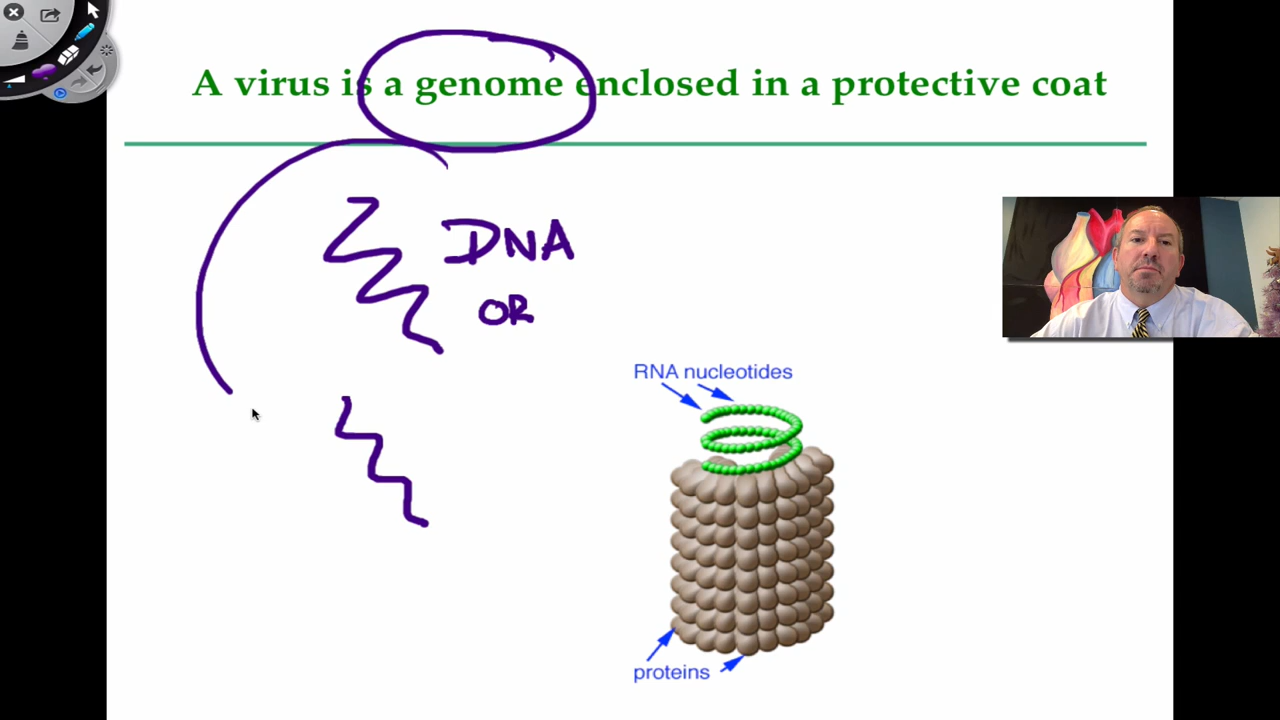 A virus is a genome enclosed in a protective coat
DNA
OR
RNA nucleotides
proteins